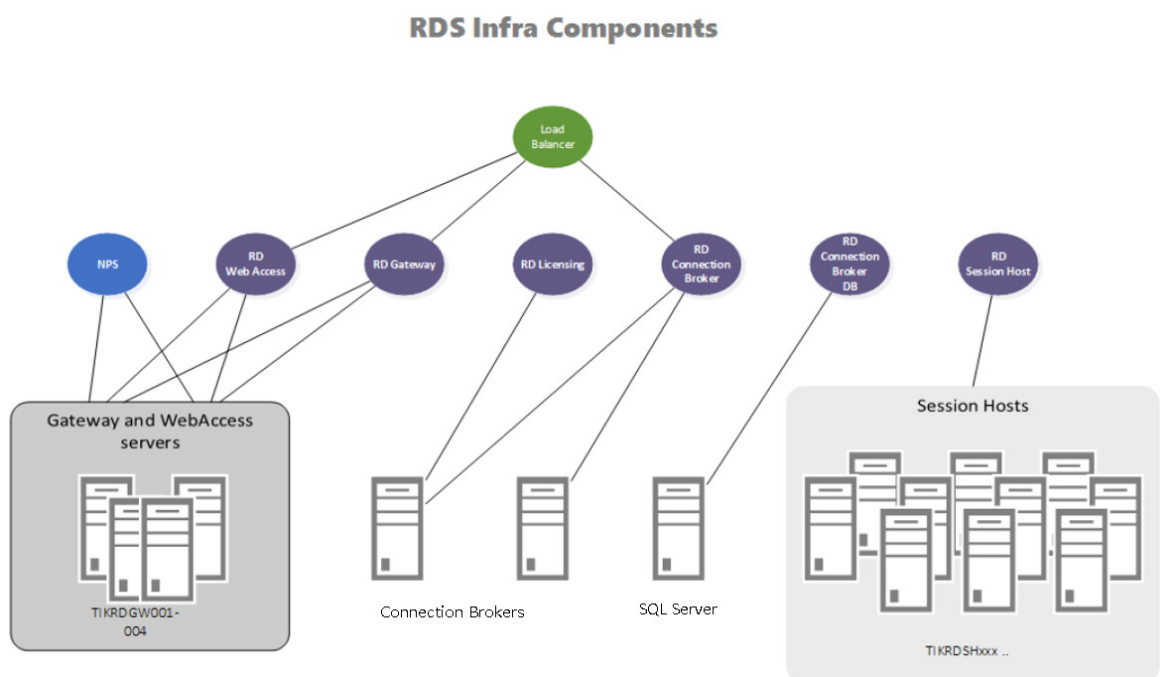 RDS Infra Components
Load
Balancer
NPS
RD
Web Access
RD Gateway
RD Licensing
RD
Connection
Broker
RD
Connection
Broker
DB
RD
Session Host
Gateway and WebAccess
servers
TIKRDGW001-
004
Connection Brokers
SQL Server
Session Hosts
TIKRDSHxxx ..